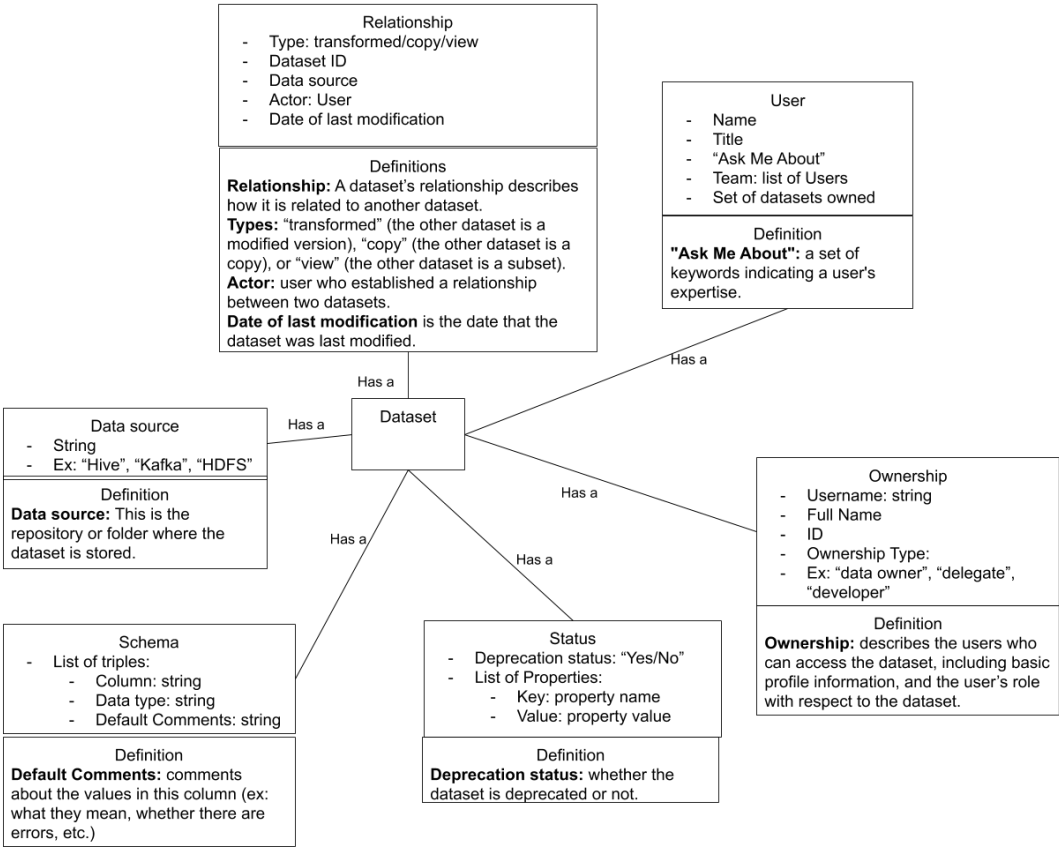 Relationship
- Type: transformed/copy/view
- Dataset ID
- Data source
- Actor: User
- Date of last modification
Definitions
Relationship: A dataset's relationship describes
how it is related to another dataset.
Types: “transformed” (the other dataset is a
modified version), “copy” (the other dataset is a
copy), or “view” (the other dataset is a subset).
Actor: user who established a relationship
between two datasets.
Date of last modification is the date that the
dataset was last modified.
User
- Name
- Title
- “Ask Me About”
- Team: list of Users
- Set of datasets owned
Definition
"Ask Me About": a set of
keywords indicating a user's
expertise.
Has a
Has a
Dataset
Has a
Data source
- String
- Ex: “Hive”, “Kafka”, “HDFS”
Definition
Data source: This is the
repository or folder where the
dataset is stored.
Has a
Ownership
- Username: string
- Full Name
- ID
- Ownership Type:
- Ex: “data owner”, “delegate”,
“developer”
Definition
Ownership: describes the users who
can access the dataset, including basic
profile information, and the user’s role
with respect to the dataset.
Has a
Has a
Schema
- List of triples:
- Column: string
- Data type: string
- Default Comments: string
Definition
Default Comments: comments
about the values in this column (ex:
what they mean, whether there are
errors, etc.)
Status
- Deprecation status: “Yes/No”
- List of Properties:
- Key: property name
- Value: property value
Definition
Deprecation status: whether the
dataset is deprecated or not.